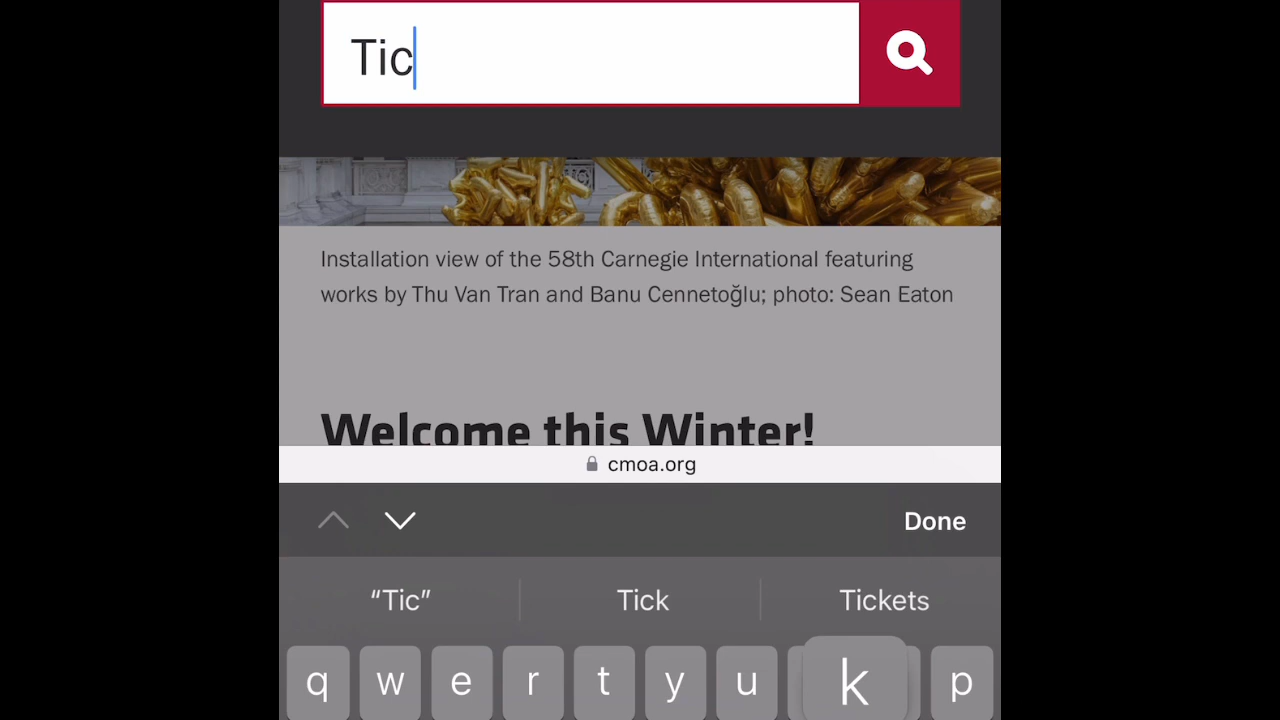 Tic
Installation view of the 58th Carnegie International featuring
works by Thu Van Tran and Banu Cennetoğlu; photo: Sean Eaton
Welcome this Winter!
cmoa.org
Done
“Tic” Tick Tickets
q w e r t y u k p